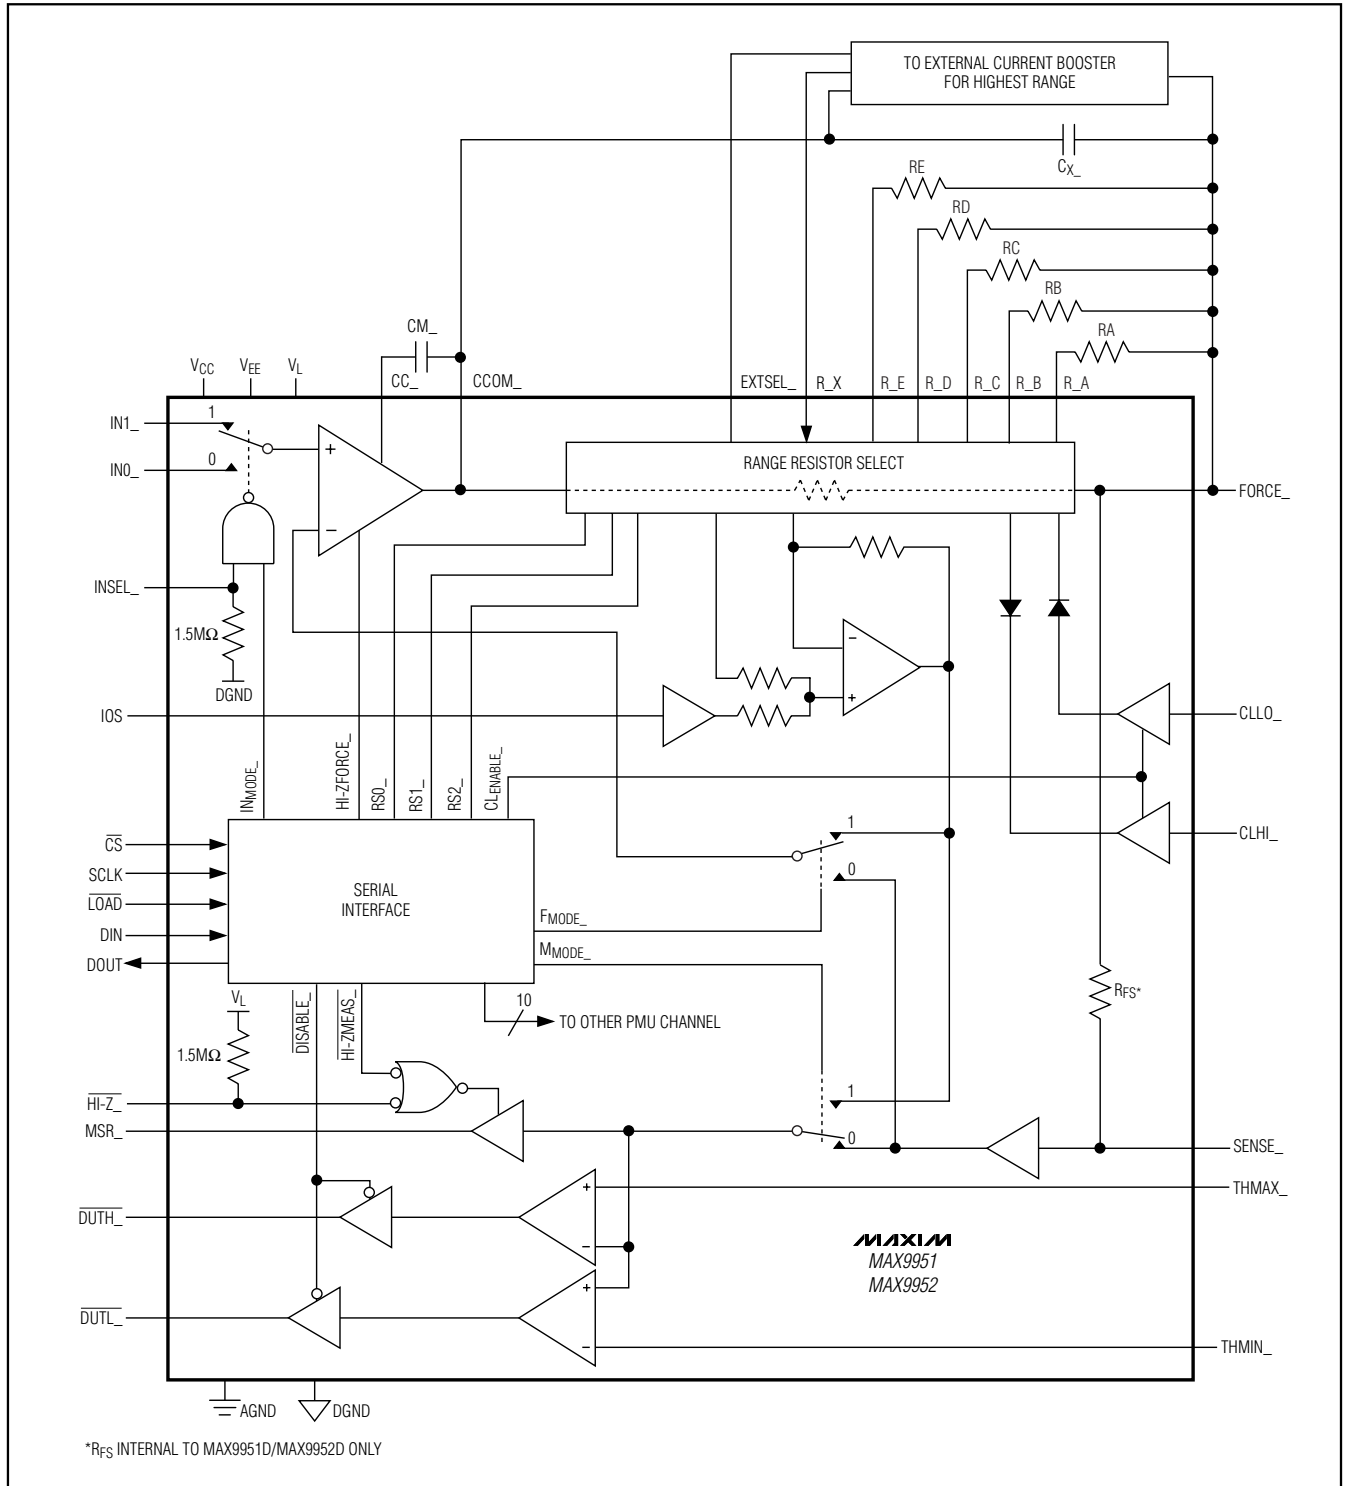 TO EXTERNAL CURRENT BOOSTER
FOR HIGHEST RANGE
CX_
RE
RD
RC
RB
RA
CM_
VCC
VEE
VL
CC_
CCOM_
EXTSEL_
R_X
R_E
R_D
R_C
R_B
R_A
IN1_
1
IN0_
0
+
−
RANGE RESISTOR SELECT
FORCE_
INSEL_
1.5MΩ
DGND
−
+
IOS
CLLO_
INMODE_
HI-ZFORCE_
RS0_
RS1_
RS2_
CLENABLE_
1
0
CLHI_
CS
SCLK
LOAD
DIN
DOUT
SERIAL
INTERFACE
FMODE_
MMODE_
RFS*
VL
1.5MΩ
DISABLE_
HI-ZMEAS_
10
TO OTHER PMU CHANNEL
HI-Z_
MSR_
1
0
SENSE_
+
−
THMAX_
DUTH_
MAXIM
MAX9951
MAX9952
+
−
DUTL_
THMIN_
AGND
DGND
*RFS INTERNAL TO MAX9951D/MAX9952D ONLY